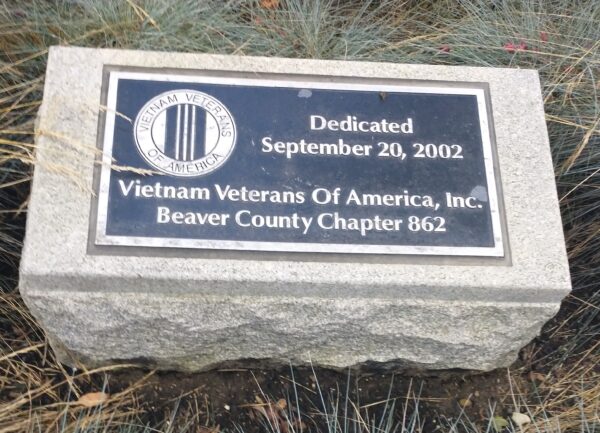 VIETNAM VETERANS
OF AMERICA
Dedicated
September 20, 2002
Vietnam Veterans Of America, Inc.
Beaver County Chapter 862